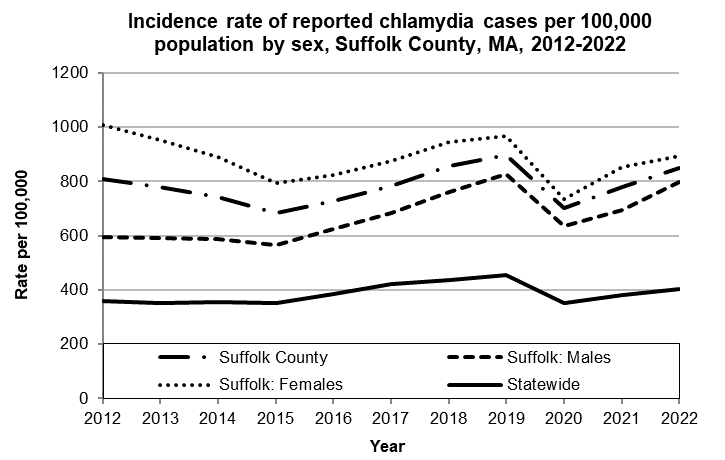 Incidence rate of reported chlamydia cases per 100,000
population by sex, Suffolk County, MA, 2012-2022
1200
1000
800
600
400
200
0
Rate per 100,000
Suffolk County
Suffolk: Males
Suffolk: Females
Statewide
2012 2013 2014 2015 2016 2017 2018 2019 2020 2021 2022
Year